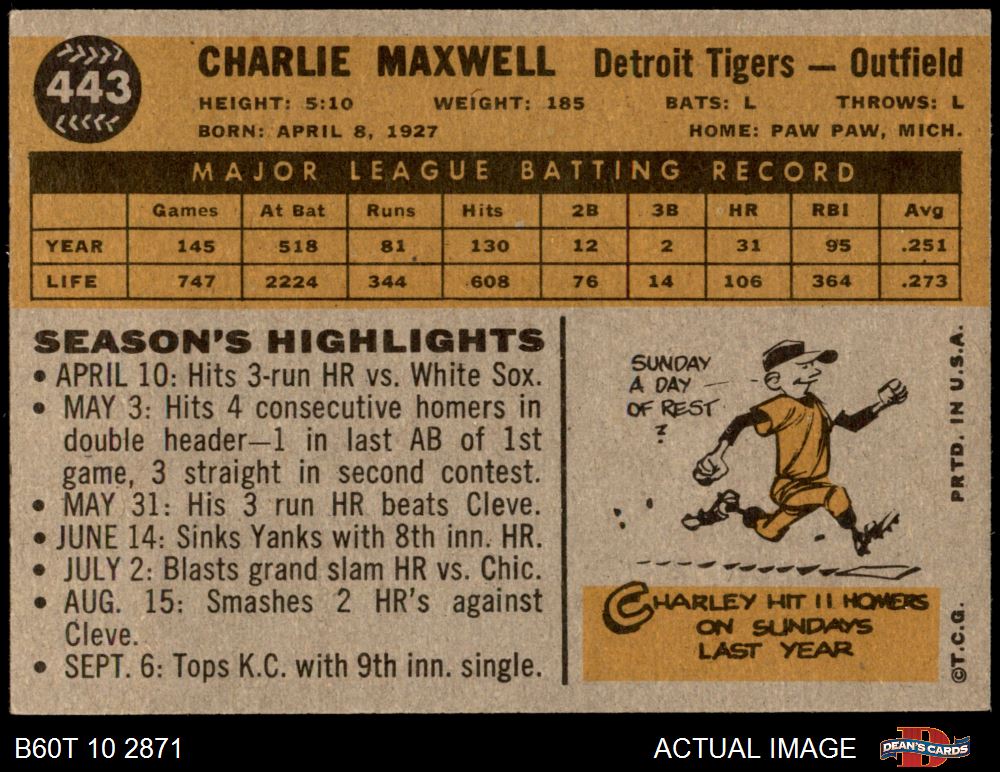 443
CHARLIE MAXWELL Detroit Tigers — Outfield
HEIGHT: 5:10 WEIGHT: 185 BATS: L THROWS: L
BORN: APRIL 8, 1927 HOME: PAW PAW, MICH.
MAJOR LEAGUE BATTING RECORD
Games At Bat Runs Hits 2B 3B HR RBI Avg
YEAR 145 518 81 130 12 2 31 95 .251
LIFE 747 2224 344 608 76 14 106 364 .273
SEASON'S HIGHLIGHTS
• APRIL 10: Hits 3-run HR vs. White Sox.
• MAY 3: Hits 4 consecutive homers in
double header—1 in last AB of 1st
game, 3 straight in second contest.
• MAY 31: His 3 run HR beats Cleve.
• JUNE 14: Sinks Yanks with 8th inn. HR.
• JULY 2: Blasts grand slam HR vs. Chic.
• AUG. 15: Smashes 2 HR's against
Cleve.
• SEPT. 6: Tops K.C. with 9th inn. single.
SUNDAY
A DAY
OF REST
?
CHARLEY HIT 11 HOMERS
ON SUNDAYS
LAST YEAR
PRTD. IN U.S.A.
©T.C.G.
B60T 10 2871
ACTUAL IMAGE
D
DEAN'S CARDS